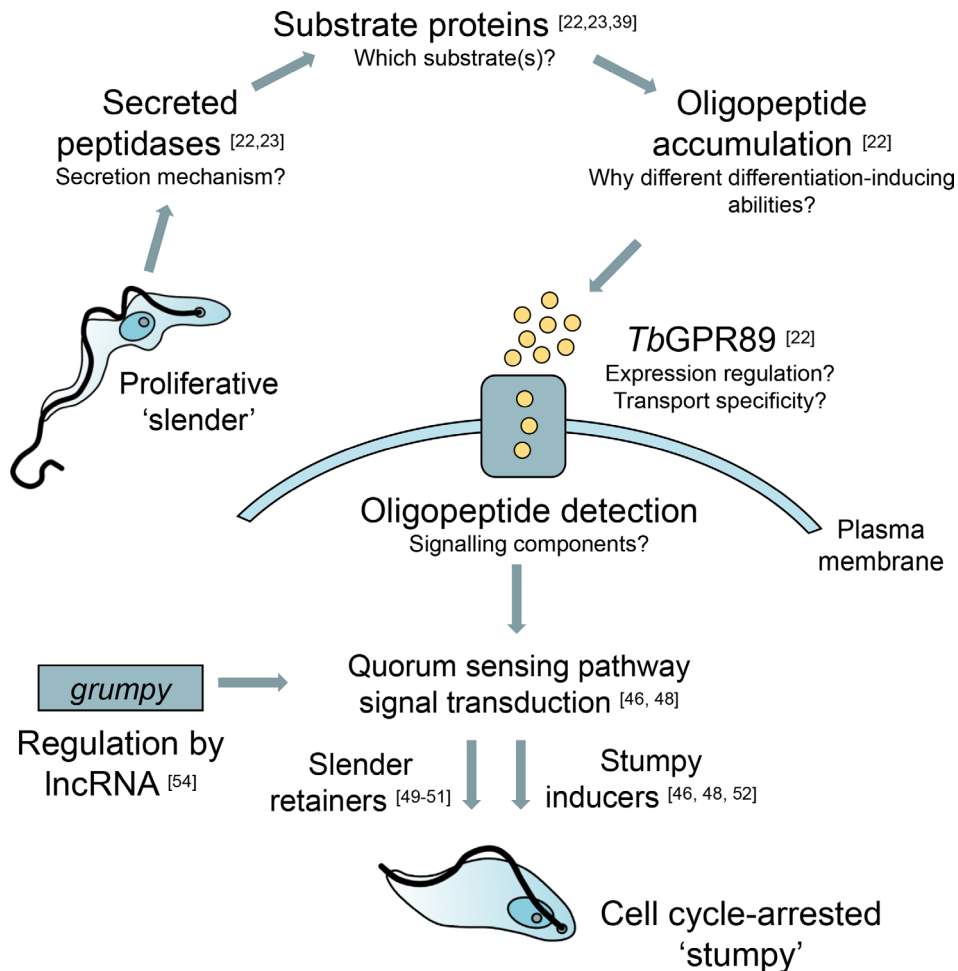 Substrate proteins [22,23,39]
Which substrate(s)?
Secreted
peptidases [22,23]
Secretion mechanism?
Oligopeptide
accumulation [22]
Why different differentiation-inducing
abilities?
Proliferative
‘slender’
TbGPR89 [22]
Expression regulation?
Transport specificity?
Oligopeptide detection
Signalling components?
Plasma
membrane
Quorum sensing pathway
signal transduction [46, 48]
grumpy
Regulation by
lncRNA [54]
Slender
retainers [49-51]
Stumpy
inducers [46, 48, 52]
Cell cycle-arrested
‘stumpy’